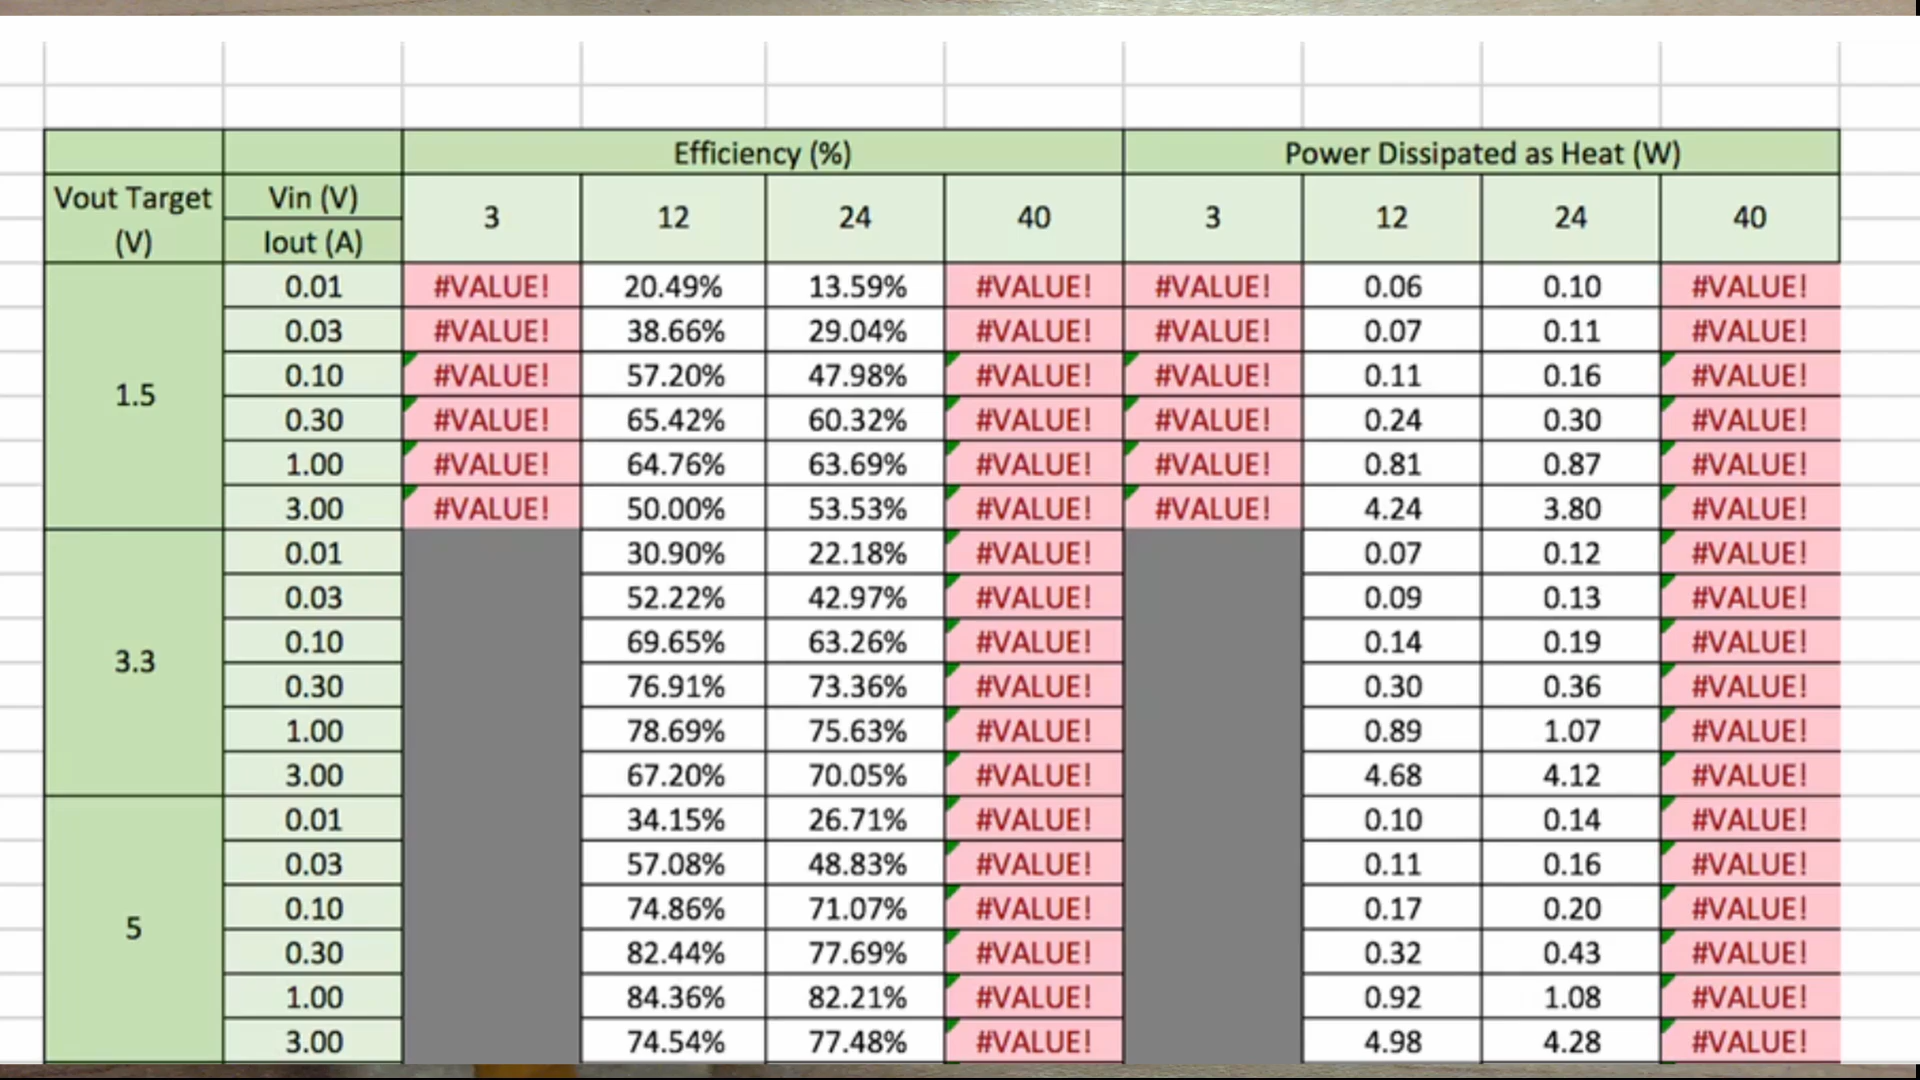 Efficiency (%) Power Dissipated as Heat (W)
Vout Target (V) Vin (V) 3 12 24 40 3 12 24 40
Iout (A)
1.5
0.01 #VALUE! 20.49% 13.59% #VALUE! #VALUE! 0.06 0.10 #VALUE!
0.03 #VALUE! 38.66% 29.04% #VALUE! #VALUE! 0.07 0.11 #VALUE!
0.10 #VALUE! 57.20% 47.98% #VALUE! #VALUE! 0.11 0.16 #VALUE!
0.30 #VALUE! 65.42% 60.32% #VALUE! #VALUE! 0.24 0.30 #VALUE!
1.00 #VALUE! 64.76% 63.69% #VALUE! #VALUE! 0.81 0.87 #VALUE!
3.00 #VALUE! 50.00% 53.53% #VALUE! #VALUE! 4.24 3.80 #VALUE!
3.3
0.01 30.90% 22.18% #VALUE! 0.07 0.12 #VALUE!
0.03 52.22% 42.97% #VALUE! 0.09 0.13 #VALUE!
0.10 69.65% 63.26% #VALUE! 0.14 0.19 #VALUE!
0.30 76.91% 73.36% #VALUE! 0.30 0.36 #VALUE!
1.00 78.69% 75.63% #VALUE! 0.89 1.07 #VALUE!
3.00 67.20% 70.05% #VALUE! 4.68 4.12 #VALUE!
5
0.01 34.15% 26.71% #VALUE! 0.10 0.14 #VALUE!
0.03 57.08% 48.83% #VALUE! 0.11 0.16 #VALUE!
0.10 74.86% 71.07% #VALUE! 0.17 0.20 #VALUE!
0.30 82.44% 77.69% #VALUE! 0.32 0.43 #VALUE!
1.00 84.36% 82.21% #VALUE! 0.92 1.08 #VALUE!
3.00 74.54% 77.48% #VALUE! 4.98 4.28 #VALUE!